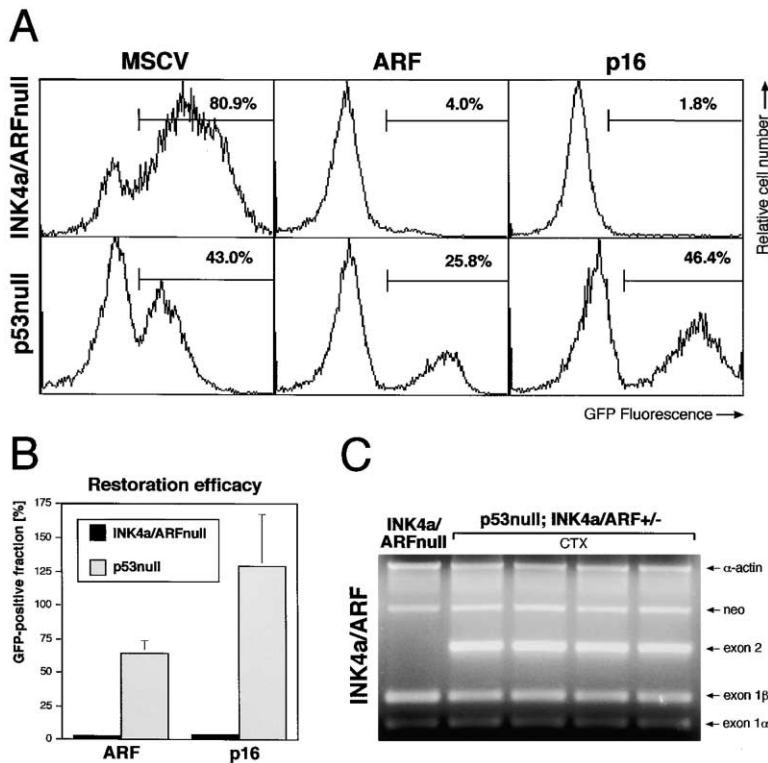 A
MSCV ARF p16
INK4a/ARFnull
80.9% 4.0% 1.8%
Relative cell number →
p53null
43.0% 25.8% 46.4%
GFP Fluorescence →
B
Restoration efficacy
GFP-positive fraction [%]
175
150
125
100
75
50
25
0
INK4a/ARFnull
p53null
ARF p16
C
INK4a/
ARFnull
p53null; INK4a/ARF+/-
CTX
INK4a/ARF
← α-actin
← neo
← exon 2
← exon 1β
← exon 1α